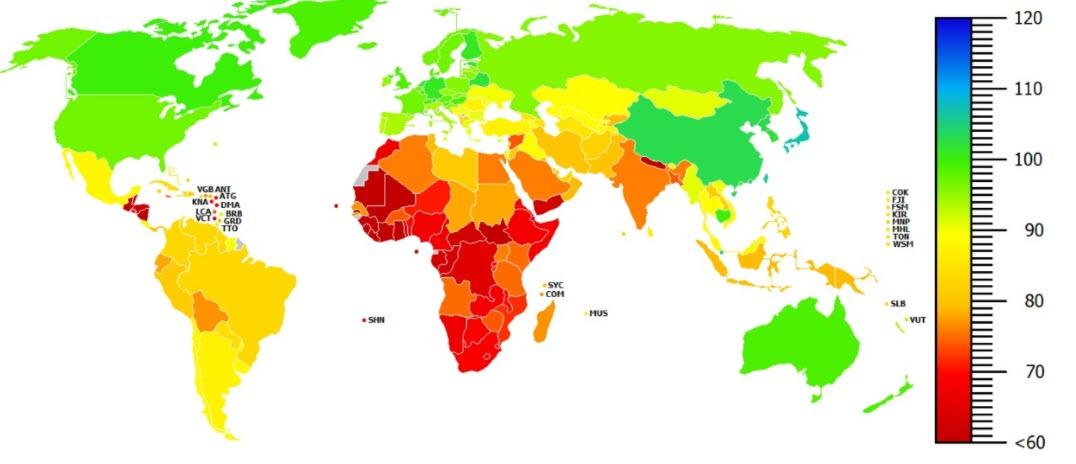 120
110
100
90
80
70
<60
VGB ANT
ATG
KNA
DMA
LCA
BRB
VCT
GRD
TTO
COK
FJI
FSM
KIR
MNP
MHL
TON
WSM
SYC
COM
SLB
MUS
SHN
VUT